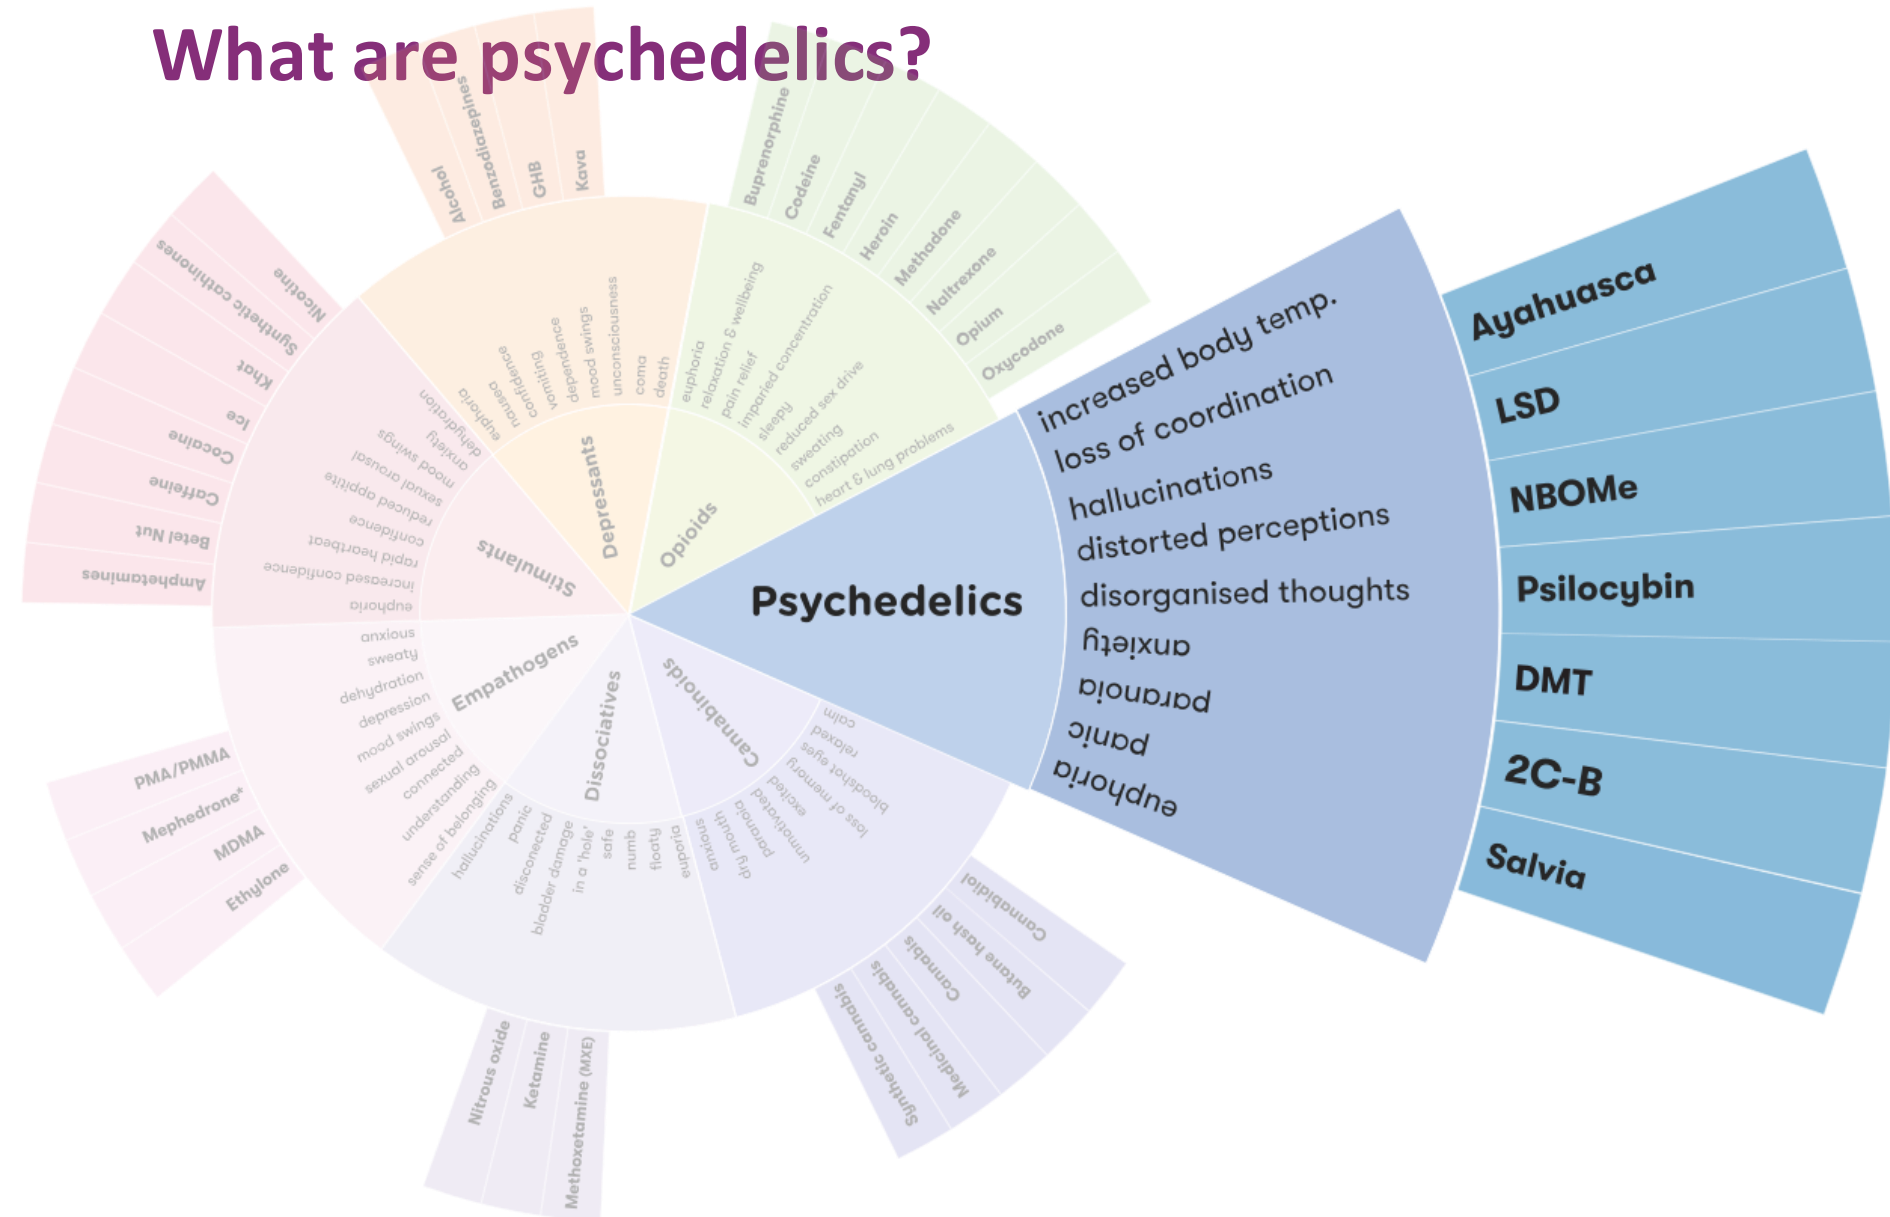 What are psychedelics?
Psychedelics
increased body temp.
loss of coordination
hallucinations
distorted perceptions
disorganised thoughts
anxiety
paranoia
panic
euphoria
Ayahuasca
LSD
NBOMe
Psilocybin
DMT
2C-B
Salvia
Cannabinoids
calm
relaxed
bloodshot eyes
loss of memory
excited
unmotivated
paranoia
dry mouth
anxious
Cannabidiol
Butane hash oil
Cannabis
Medicinal cannabis
Synthetic cannabis
Dissociatives
euporia
floaty
numb
safe
in a 'hole'
bladder damage
disconected
panic
hallucinations
Methoxetamine (MXE)
Ketamine
Nitrous oxide
Empathogens
anxious
sweaty
dehydration
depression
mood swings
sexual arousal
connected
understanding
sense of belonging
PMA/PMMA
Mephedrone*
MDMA
Ethylone
Stimulants
dehydration
anxiety
mood swings
sexual arousal
reduced appitite
confidence
rapid heartbeat
increased confidence
euphoria
Nicotine
Synthetic cathinones
Khat
Ice
Cocaine
Caffeine
Betel Nut
Amphetamines
Depressants
euphoria
nausea
confidence
vomiting
dependence
mood swings
unconsciousness
coma
death
Alcohol
Benzodiazepines
GHB
Kava
Opioids
euphoria
relaxation & wellbeing
pain relief
imparied concentration
sleepy
reduced sex drive
sweating
constipation
heart & lung problems
Buprenorphine
Codeine
Fentanyl
Heroin
Methadone
Naltrexone
Opium
Oxycodone